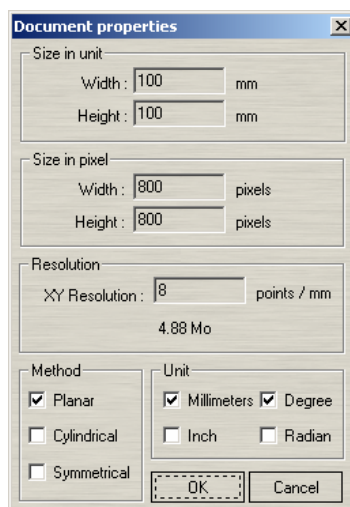 Document properties
Size in unit
Width : 100 mm
Height : 100 mm
Size in pixel
Width : 800 pixels
Height : 800 pixels
Resolution
XY Resolution : 8 points / mm
4.88 Mo
Method Unit
Planar Millimeters Degree
Cylindrical Inch Radian
Symmetrical OK Cancel